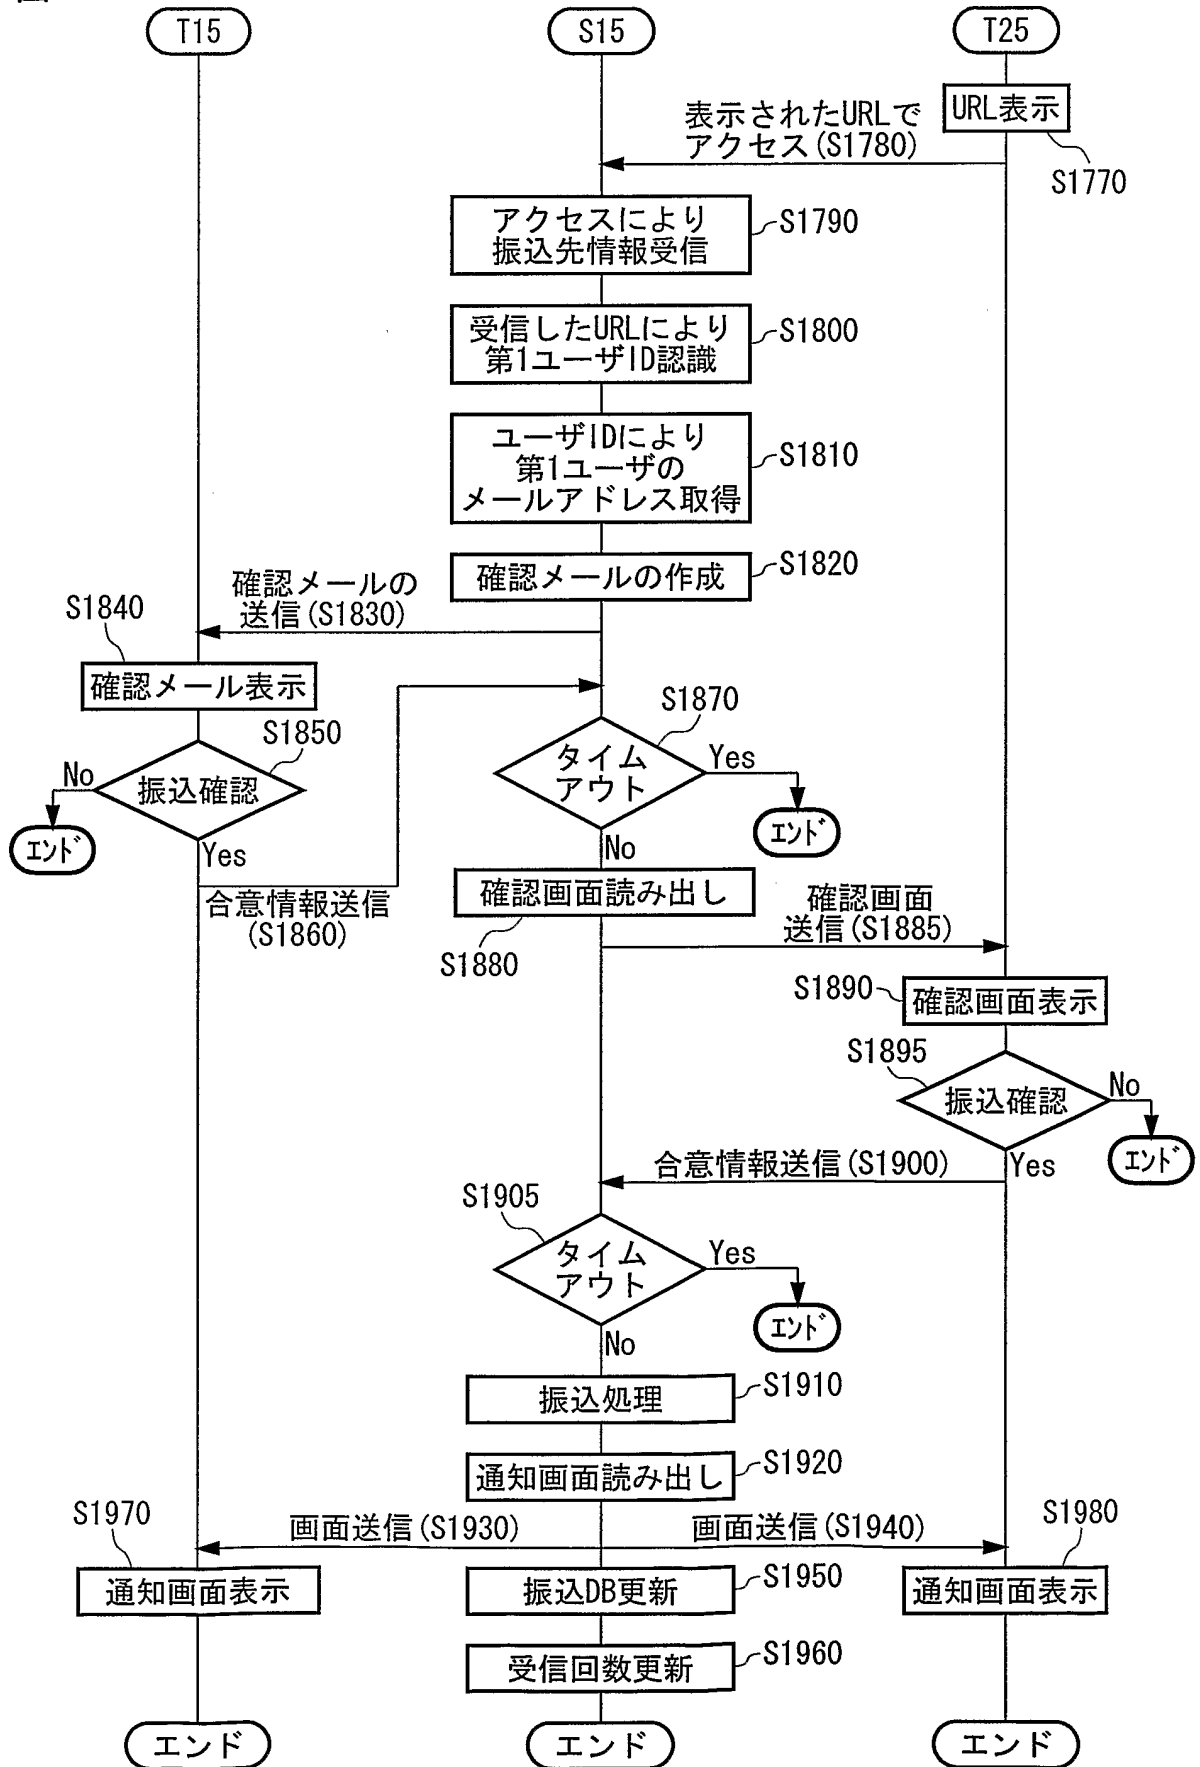 T15
S15
T25
URL表示
S1770
表示されたURLで
アクセス(S1780)
アクセスにより
振込先情報受信
S1790
受信したURLにより
第1ユーザID認識
S1800
ユーザIDにより
第1ユーザの
メールアドレス取得
S1810
確認メールの作成
S1820
確認メールの
送信(S1830)
S1840
確認メール表示
S1850
振込確認
No
エンド
Yes
合意情報送信
(S1860)
S1870
タイム
アウト
Yes
エンド
No
確認画面読み出し
S1880
確認画面
送信(S1885)
S1890
確認画面表示
S1895
振込確認
No
エンド
Yes
合意情報送信(S1900)
S1905
タイム
アウト
Yes
エンド
No
振込処理
S1910
通知画面読み出し
S1920
画面送信(S1930)
画面送信(S1940)
S1970
通知画面表示
振込DB更新
S1950
S1980
通知画面表示
受信回数更新
S1960
エンド
エンド
エンド